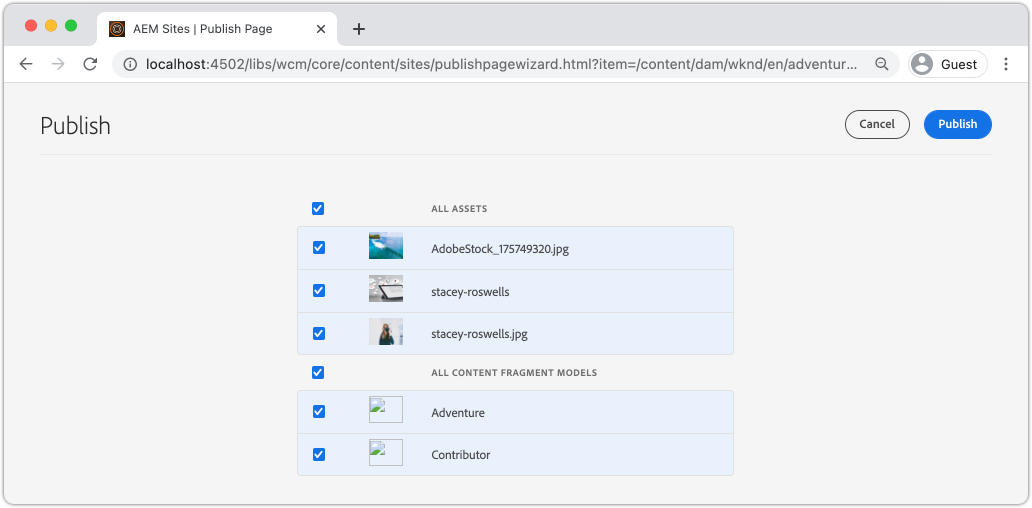 AEM Sites | Publish Page
localhost:4502/libs/wcm/core/content/sites/publishpagewizard.html?item=/content/dam/wknd/en/adventur...
Guest
Publish
Cancel
Publish
ALL ASSETS
AdobeStock_175749320.jpg
stacey-roswells
stacey-roswells.jpg
ALL CONTENT FRAGMENT MODELS
Adventure
Contributor